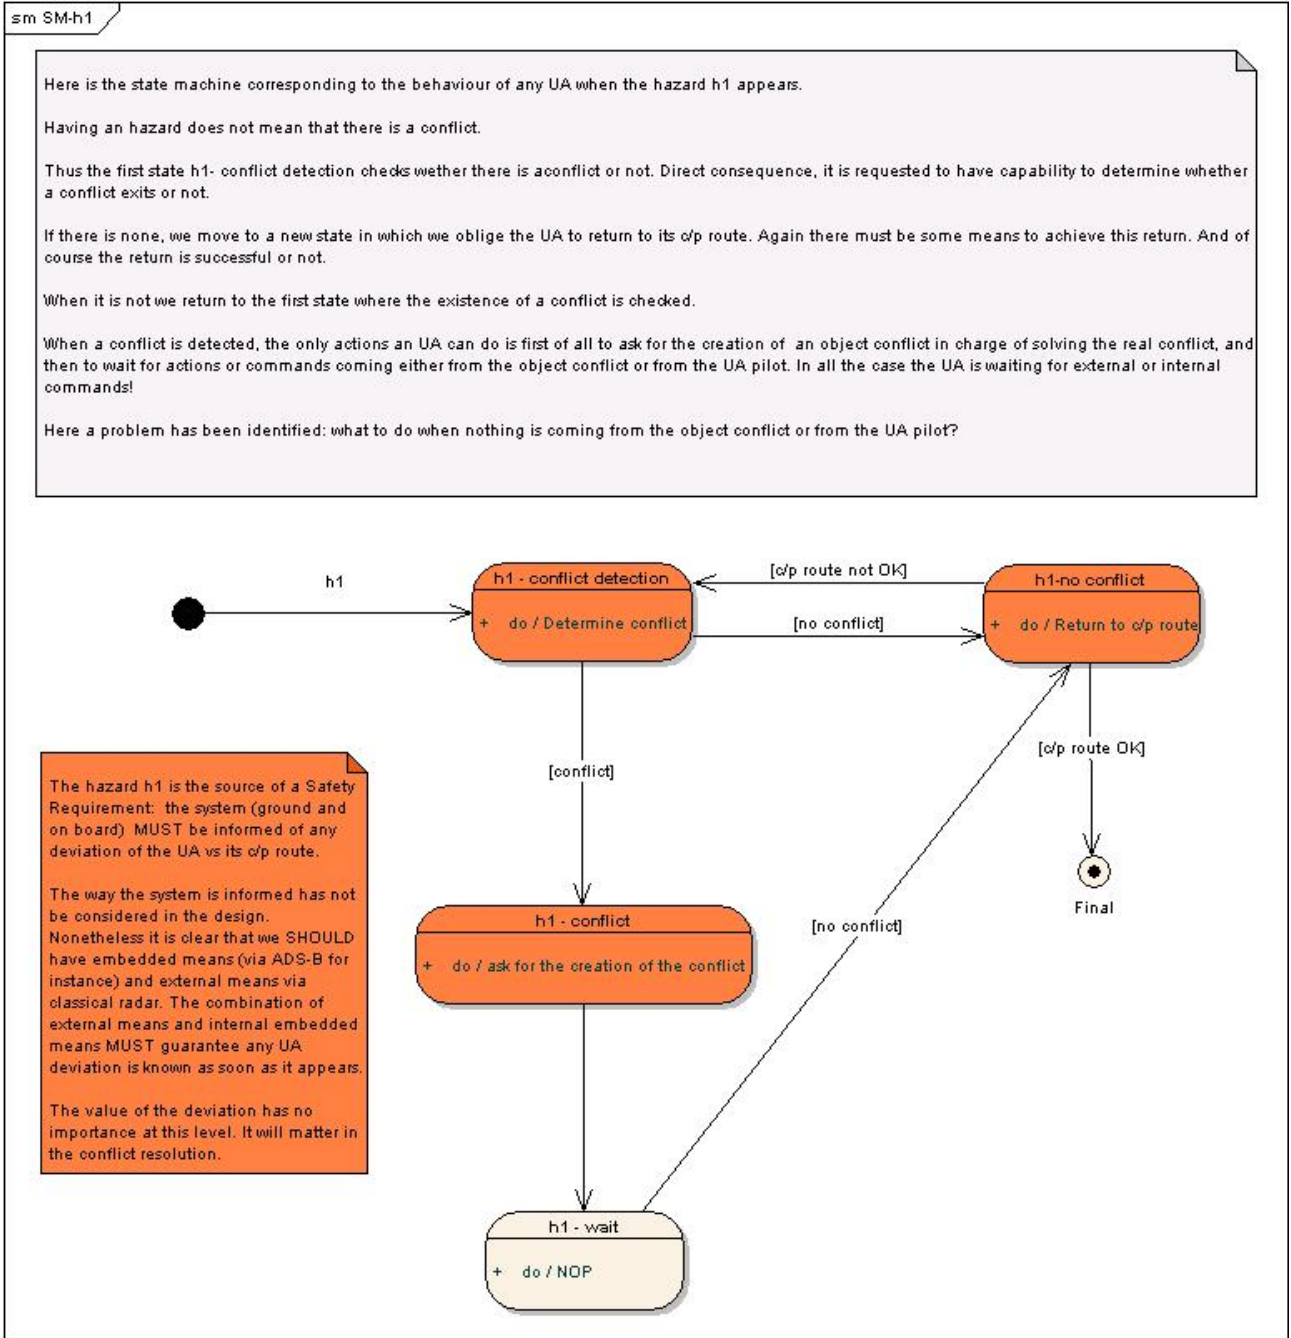 sm SM-h1
Here is the state machine corresponding to the behaviour of any UA when the hazard h1 appears.
Having an hazard does not mean that there is a conflict.
Thus the first state h1- conflict detection checks wether there is aconflict or not. Direct consequence, it is requested to have capability to determine whether
a conflict exits or not.
If there is none, we move to a new state in which we oblige the UA to return to its c/p route. Again there must be some means to achieve this return. And of
course the return is successful or not.
When it is not we return to the first state where the existence of a conflict is checked.
When a conflict is detected, the only actions an UA can do is first of all to ask for the creation of an object conflict in charge of solving the real conflict, and
then to wait for actions or commands coming either from the object conflict or from the UA pilot. In all the case the UA is waiting for external or internal
commands!
Here a problem has been identified: what to do when nothing is coming from the object conflict or from the UA pilot?
h1
h1 - conflict detection
+ do / Determine conflict
[c/p route not OK]
[no conflict]
h1-no conflict
+ do / Return to c/p route
[c/p route OK]
[conflict]
Final
The hazard h1 is the source of a Safety
Requirement: the system (ground and
on board) MUST be informed of any
deviation of the UA vs its c/p route.
The way the system is informed has not
be considered in the design.
Nonetheless it is clear that we SHOULD
have embedded means (via ADS-B for
instance) and external means via
classical radar. The combination of
external means and internal embedded
means MUST guarantee any UA
deviation is known as soon as it appears.
The value of the deviation has no
importance at this level. It will matter in
the conflict resolution.
h1 - conflict
+ do / ask for the creation of the conflict
[no conflict]
h1 - wait
+ do / NOP